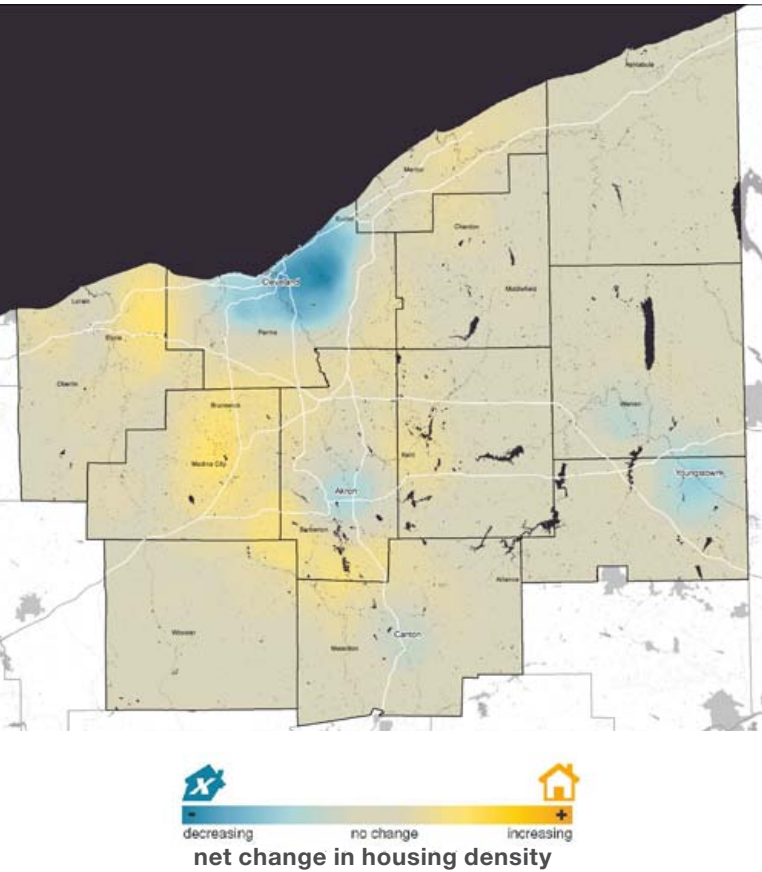 Ashtabula
Mentor
Euclid
Chardon
Cleveland
Middlefield
Lorain
Parma
Elyria
Oberlin
Brunswick
Warren
Kent
Medina City
Youngstown
Akron
Barberton
Alliance
Wooster
Canton
Massillon
x
- +
decreasing no change increasing
net change in housing density